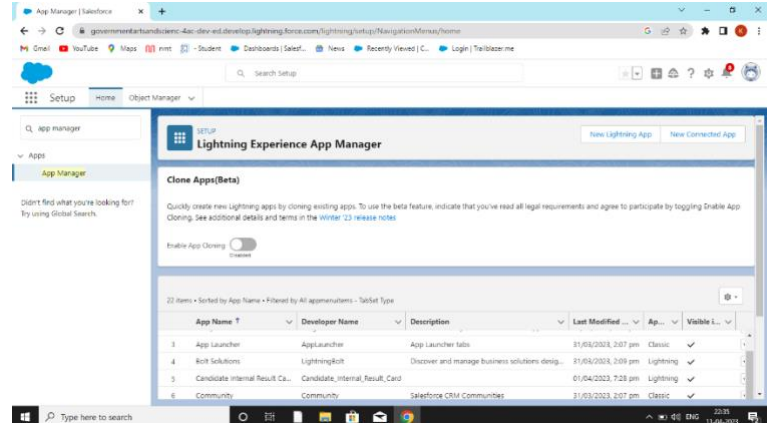 App Manager | Salesforce
governmentartsandscienc-4ac-dev-ed.develop.lightning.force.com/lightning/setup/NavigationMenus/home
Gmail YouTube Maps - Student Dashboards | Salesf... News Recently Viewed | C... Login | Trailblazer.me
Search Setup
Setup Home Object Manager
app manager
Apps
App Manager
Didn't find what you're looking for?
Try using Global Search.
SETUP
Lightning Experience App Manager
New Lightning App New Connected App
Clone Apps(Beta)
Quickly create new Lightning apps by cloning existing apps. To use the beta feature, indicate that you've read all legal requirements and agree to participate by toggling Enable App
Cloning. See additional details and terms in the Winter '23 release notes
Enable App Cloning
Disabled
22 items • Sorted by App Name • Filtered by All appmenuitems - TabSet Type
App Name ↑ Developer Name Description Last Modified ... Ap... Visible i...
3 App Launcher AppLauncher App Launcher tabs 31/03/2023, 2:07 pm Classic
4 Bolt Solutions LightningBolt Discover and manage business solutions desig... 31/03/2023, 2:09 pm Lightning
5 Candidate Internal Result Ca... Candidate_Internal_Result_Card 01/04/2023, 7:28 pm Lightning
6 Community Community Salesforce CRM Communities 31/03/2023, 2:07 pm Classic
Type here to search
ENG 22:35
11-04-2023